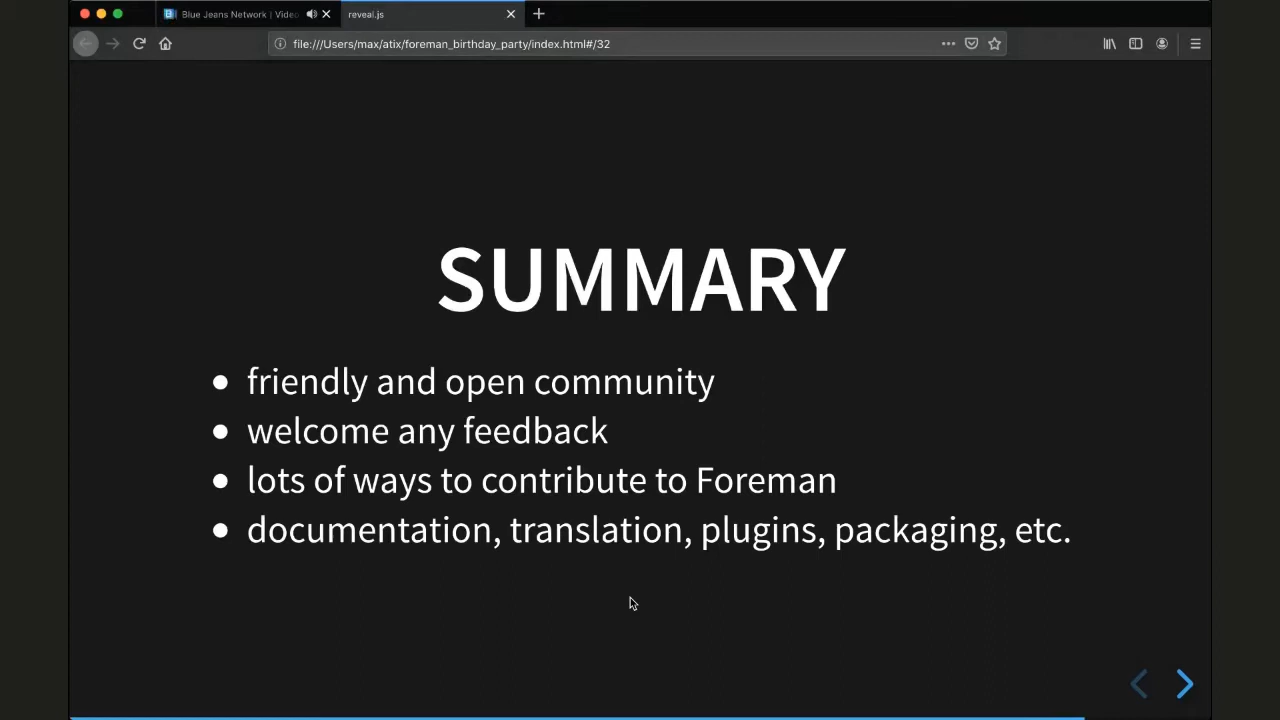 Blue Jeans Network | Video
reveal.js
file:///Users/max/atix/foreman_birthday_party/index.html#/32
SUMMARY
friendly and open community
welcome any feedback
lots of ways to contribute to Foreman
documentation, translation, plugins, packaging, etc.